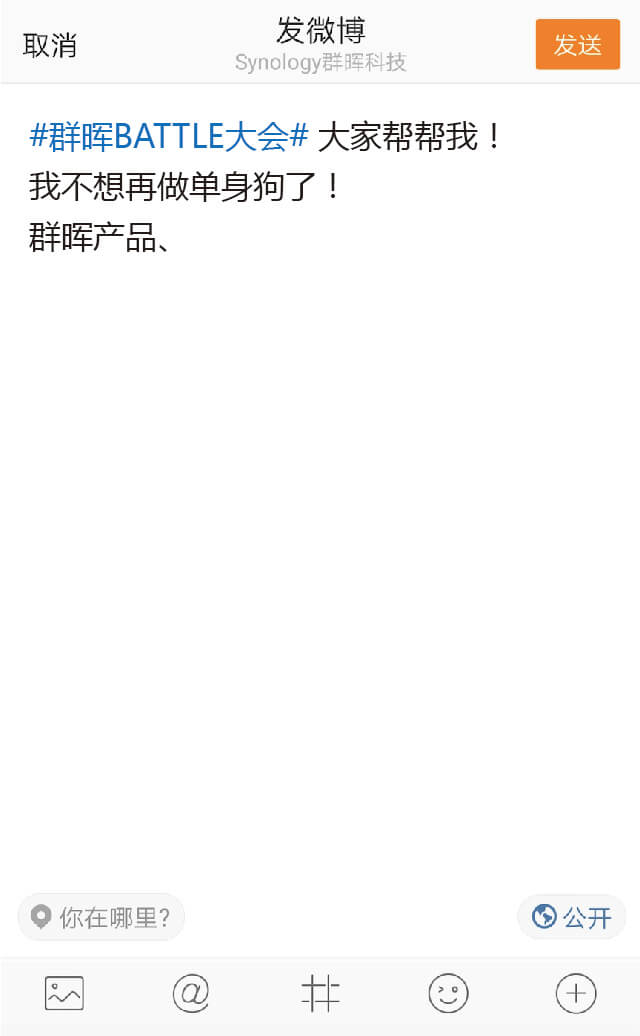 取消
发微博
Synology群晖科技
发送
#群晖BATTLE大会# 大家帮帮我！
我不想再做单身狗了！
群晖产品、
你在哪里?
公开